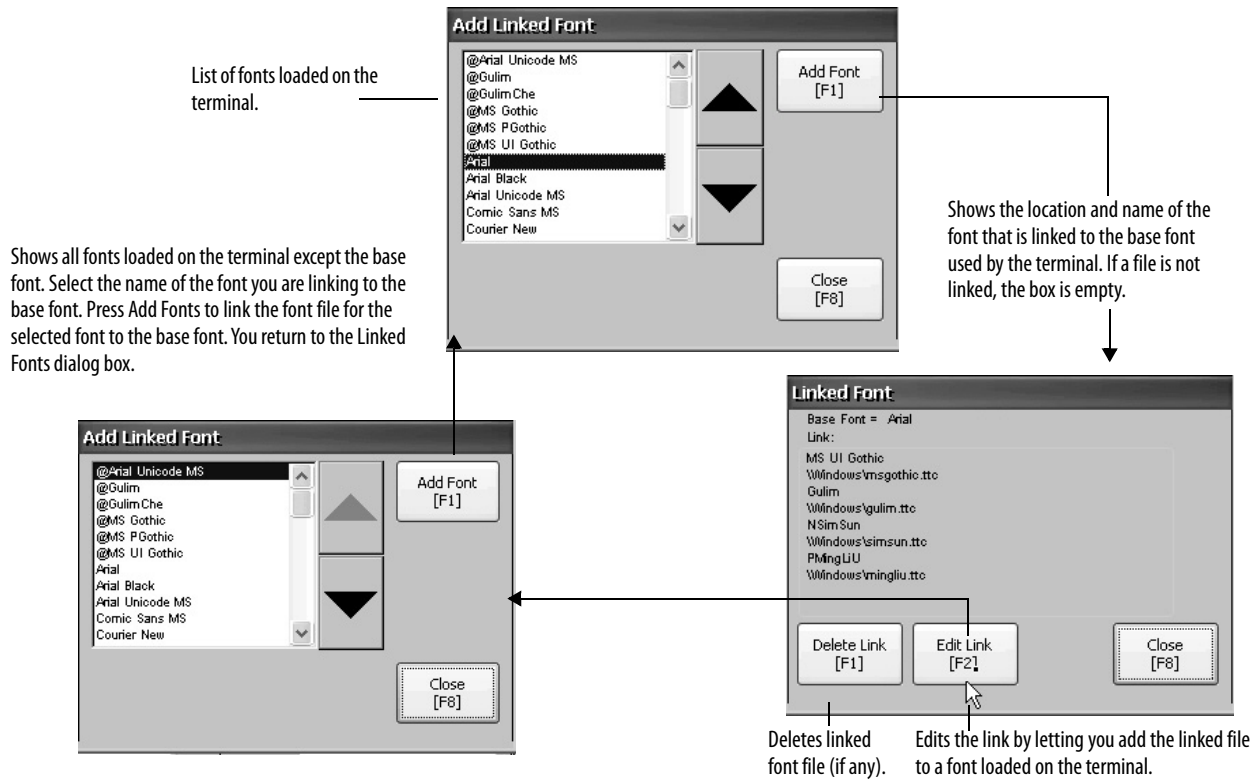 Add Linked Font
@Arial Unicode MS
@Gulim
@GulimChe
@MS Gothic
@MS PGothic
@MS UI Gothic
Arial
Arial Black
Arial Unicode MS
Comic Sans MS
Courier New
Add Font
[F1]
Close
[F8]
List of fonts loaded on the
terminal.
Shows the location and name of the
font that is linked to the base font
used by the terminal. If a file is not
linked, the box is empty.
Shows all fonts loaded on the terminal except the base
font. Select the name of the font you are linking to the
base font. Press Add Fonts to link the font file for the
selected font to the base font. You return to the Linked
Fonts dialog box.
Add Linked Font
@Arial Unicode MS
@Gulim
@GulimChe
@MS Gothic
@MS PGothic
@MS UI Gothic
Arial
Arial Black
Arial Unicode MS
Comic Sans MS
Courier New
Add Font
[F1]
Close
[F8]
Linked Font
Base Font = Arial
Link:
MS UI Gothic
\Windows\msgothic.ttc
Gulim
\Windows\gulim.ttc
NSimSun
\Windows\simsun.ttc
PMingLiU
\Windows\mingliu.ttc
Delete Link
[F1]
Edit Link
[F2]
Close
[F8]
Deletes linked
font file (if any).
Edits the link by letting you add the linked file
to a font loaded on the terminal.